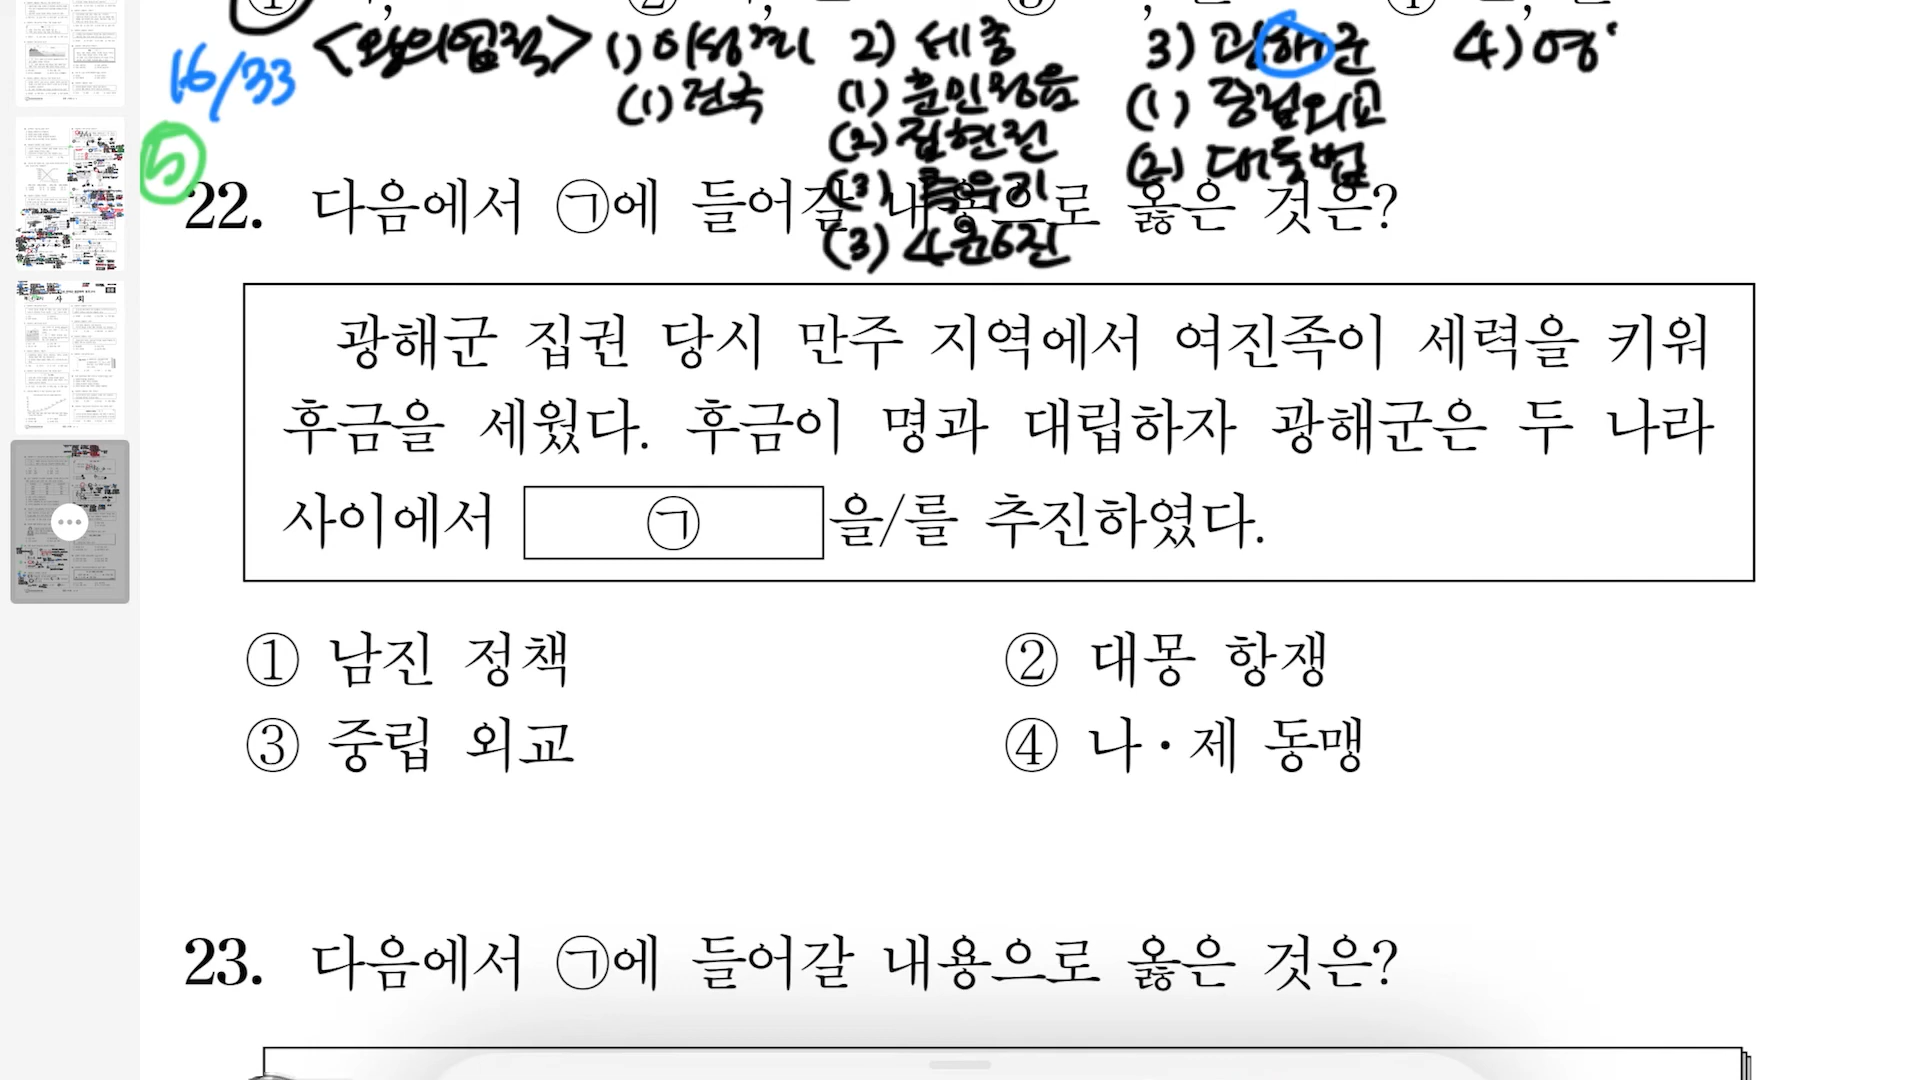 <왕의업적> 1) 이성계 2) 세종 3) 광해군 4) 영
16/33
(1) 건국 (1) 훈민정음 (1) 중립외교
(2) 집현전 (2) 대동법
5
(3) 측우기
22. 다음에서 ㉠에 들어갈 내용으로 옳은 것은?
(3) 4군6진
광해군 집권 당시 만주 지역에서 여진족이 세력을 키워
후금을 세웠다. 후금이 명과 대립하자 광해군은 두 나라
사이에서 ㉠ 을/를 추진하였다.
① 남진 정책 ② 대몽 항쟁
③ 중립 외교 ④ 나·제 동맹
23. 다음에서 ㉠에 들어갈 내용으로 옳은 것은?